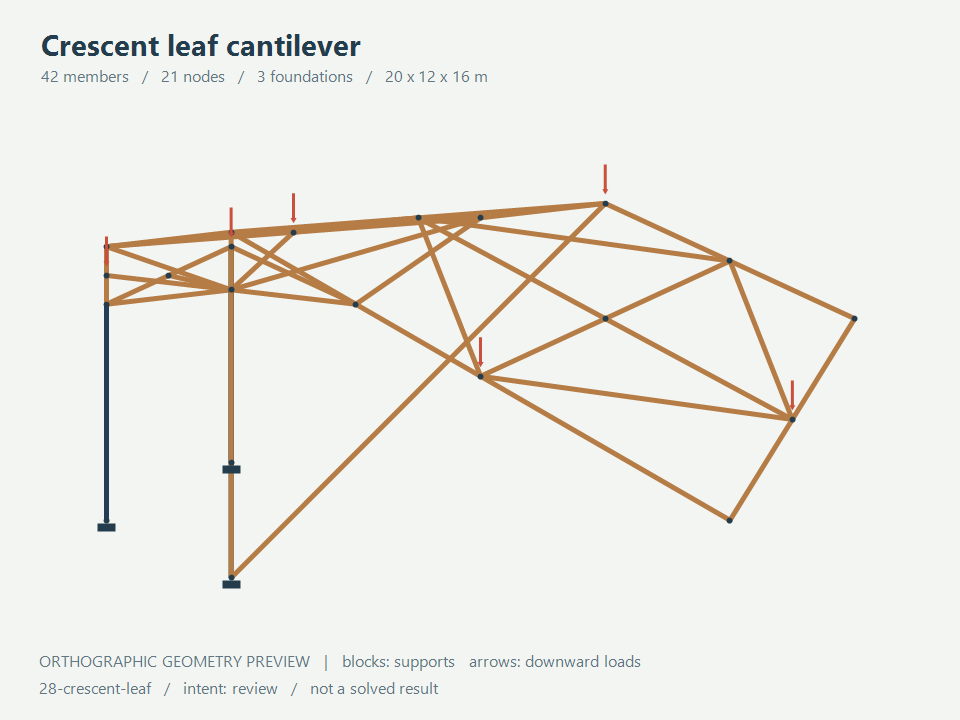 Crescent leaf cantilever
42 members / 21 nodes / 3 foundations / 20 x 12 x 16 m
ORTHOGRAPHIC GEOMETRY PREVIEW | blocks: supports arrows: downward loads
28-crescent-leaf / intent: review / not a solved result